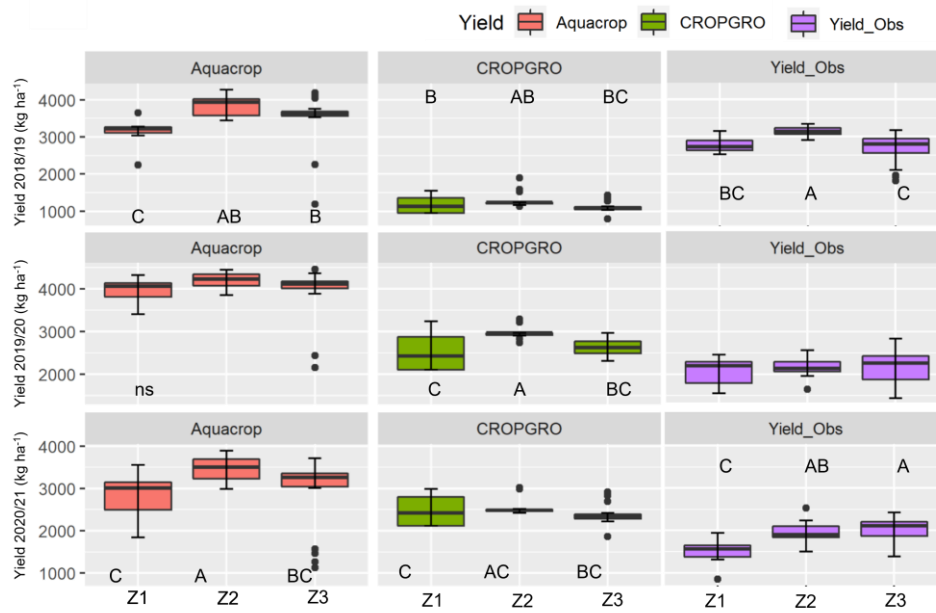 Yield Aquacrop CROPGRO Yield_Obs
Aquacrop CROPGRO Yield_Obs
Yield 2018/19 (kg ha⁻¹)
4000
3000
2000
1000
C AB B
B AB BC
BC A C
Aquacrop CROPGRO Yield_Obs
Yield 2019/20 (kg ha⁻¹)
4000
3000
2000
ns
C A BC
Aquacrop CROPGRO Yield_Obs
Yield 2020/21 (kg ha⁻¹)
4000
3000
2000
1000
C A BC
C AC BC
C AB A
Z1 Z2 Z3 Z1 Z2 Z3 Z1 Z2 Z3